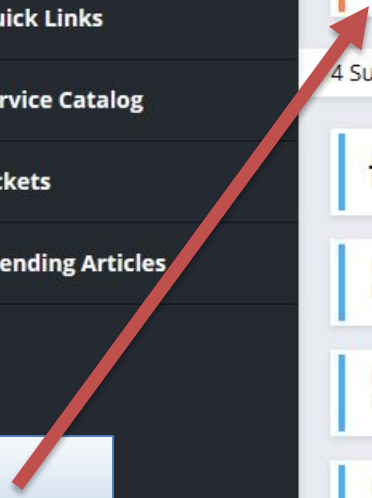 uick Links
4 Su
rvice Catalog
ckets
ending Articles